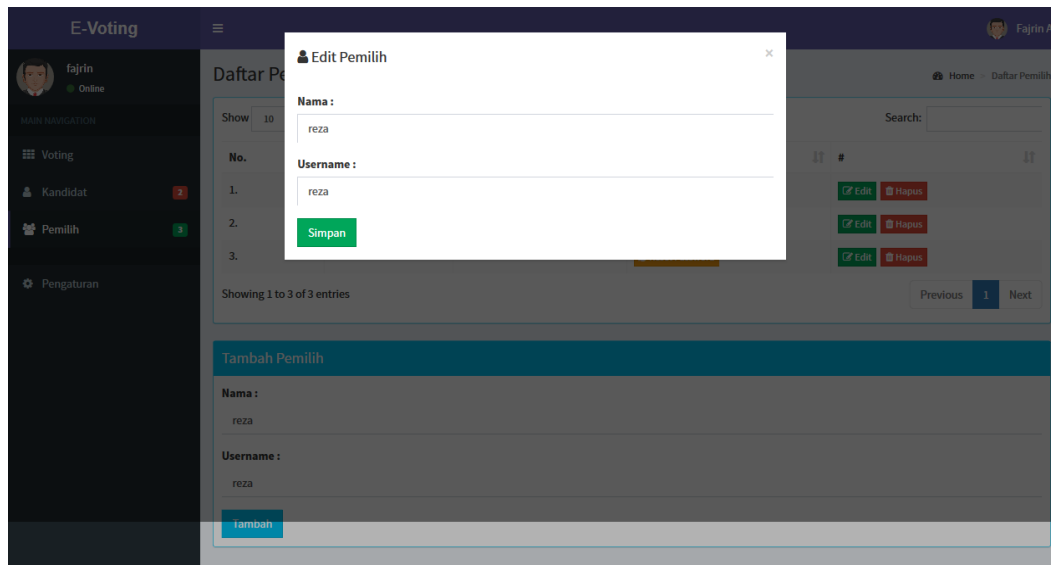 E-Voting
Fajrin A
fajrin
Online
MAIN NAVIGATION
Voting
Kandidat 2
Pemilih 3
Pengaturan
Edit Pemilih ×
Nama :
reza
Username :
reza
Simpan
Home Daftar Pemilih
Show 10 Search:
No. #
1. Edit Hapus
2. Edit Hapus
3. Edit Hapus
Showing 1 to 3 of 3 entries Previous 1 Next
Tambah Pemilih
Nama :
reza
Username :
reza
Tambah